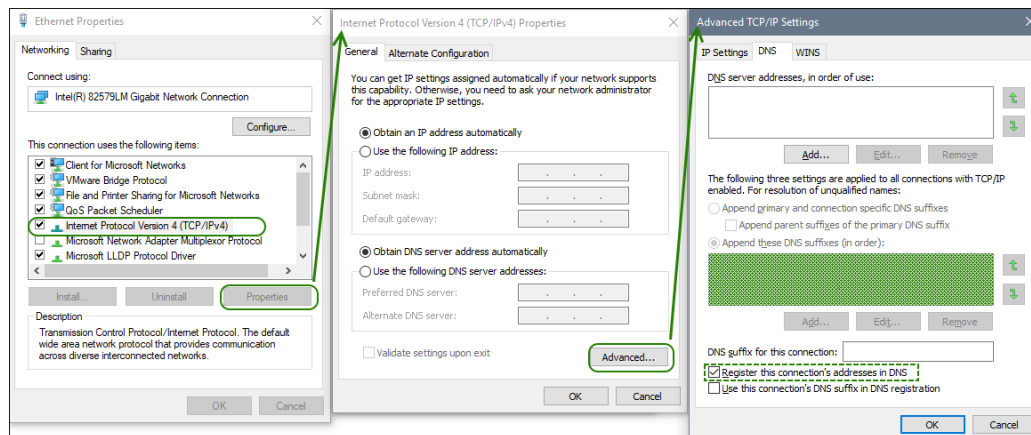 Ethernet Properties
Networking
Sharing
Connect using:
Intel(R) 82579LM Gigabit Network Connection
Configure...
This connection uses the following items:
Client for Microsoft Networks
VMware Bridge Protocol
File and Printer Sharing for Microsoft Networks
QoS Packet Scheduler
Internet Protocol Version 4 (TCP/IPv4)
Microsoft Network Adapter Multiplexor Protocol
Microsoft LLDP Protocol Driver
Install...
Uninstall
Properties
Description
Transmission Control Protocol/Internet Protocol. The default
wide area network protocol that provides communication
across diverse interconnected networks.
OK
Cancel
Internet Protocol Version 4 (TCP/IPv4) Properties
General
Alternate Configuration
You can get IP settings assigned automatically if your network supports
this capability. Otherwise, you need to ask your network administrator
for the appropriate IP settings.
Obtain an IP address automatically
Use the following IP address:
IP address:
Subnet mask:
Default gateway:
Obtain DNS server address automatically
Use the following DNS server addresses:
Preferred DNS server:
Alternate DNS server:
Validate settings upon exit
Advanced...
OK
Cancel
Advanced TCP/IP Settings
IP Settings
DNS
WINS
DNS server addresses, in order of use:
Add...
Edit...
Remove
The following three settings are applied to all connections with TCP/IP
enabled. For resolution of unqualified names:
Append primary and connection specific DNS suffixes
Append parent suffixes of the primary DNS suffix
Append these DNS suffixes (in order):
Add...
Edit...
Remove
DNS suffix for this connection:
Register this connection's addresses in DNS
Use this connection's DNS suffix in DNS registration
OK
Cancel